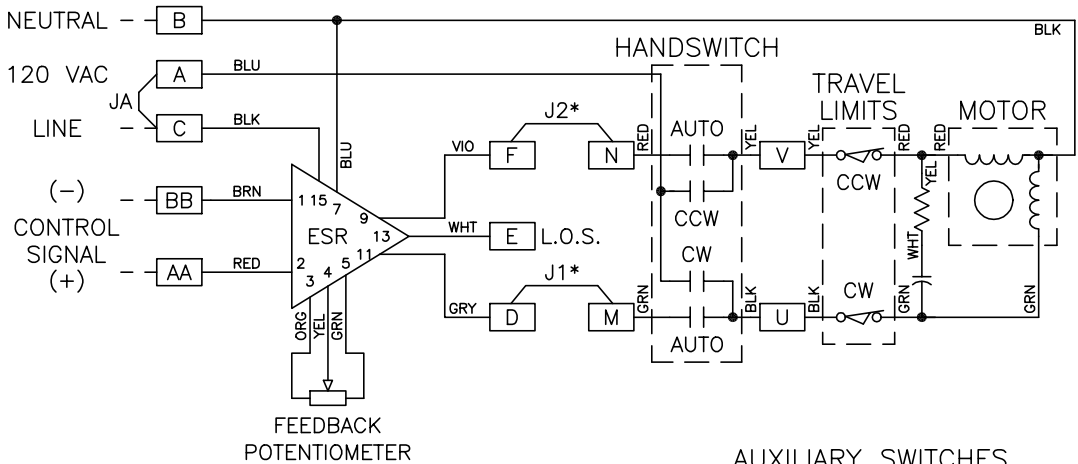 NEUTRAL
B
BLK
120 VAC
A
BLU
JA
LINE
C
BLK
BLU
HANDSWITCH
TRAVEL
LIMITS
MOTOR
J2*
VIO
F
N
RED
AUTO
YEL
V
YEL
CCW
RED
RED
YEL
CCW
(-)
BB
BRN
CONTROL
SIGNAL
(+)
AA
RED
1 15
7
9
ESR
13
11
2
3
4
5
WHT
E
L.O.S.
CW
WHT
J1*
GRY
D
M
GRN
AUTO
BLK
U
BLK
CW
GRN
GRN
ORG
YEL
GRN
FEEDBACK
POTENTIOMETER
AUXILIARY SWITCHES